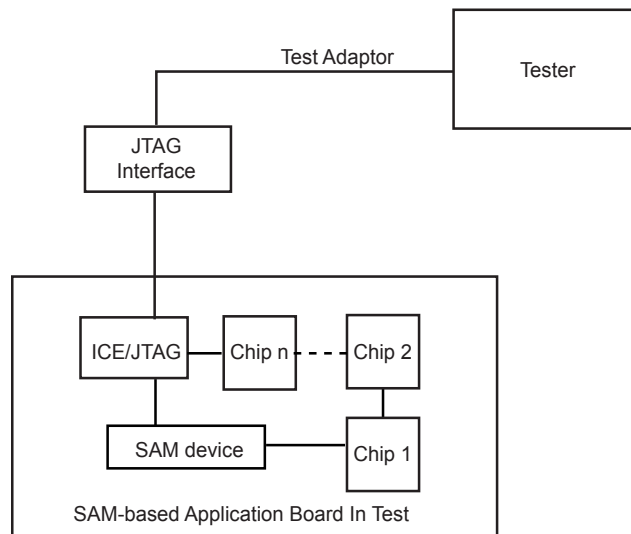 Test Adaptor
Tester
JTAG
Interface
ICE/JTAG
Chip n
Chip 2
SAM device
Chip 1
SAM-based Application Board In Test